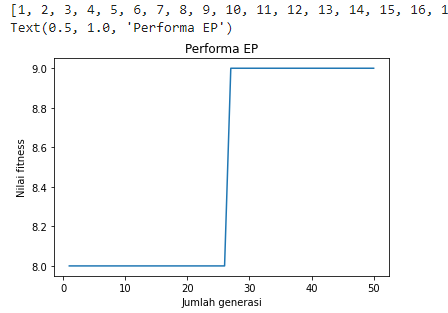 [1, 2, 3, 4, 5, 6, 7, 8, 9, 10, 11, 12, 13, 14, 15, 16, 1
Text(0.5, 1.0, 'Performa EP')
Performa EP
9.0
8.8
8.6
8.4
8.2
8.0
Nilai fitness
0 10 20 30 40 50
Jumlah generasi